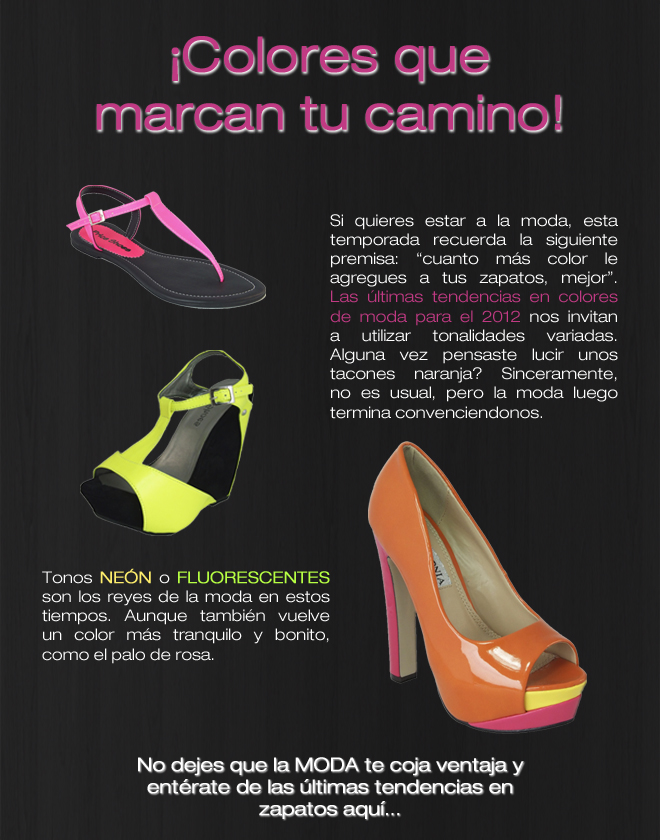 ¡Colores que
marcan tu camino!
Si quieres estar a la moda, esta
temporada recuerda la siguiente
premisa: “cuanto más color le
agregues a tus zapatos, mejor”.
Las últimas tendencias en colores
de moda para el 2012 nos invitan
a utilizar tonalidades variadas.
Alguna vez pensaste lucir unos
tacones naranja? Sinceramente,
no es usual, pero la moda luego
termina convenciendonos.
Tonos NEÓN o FLUORESCENTES
son los reyes de la moda en estos
tiempos. Aunque también vuelve
un color más tranquilo y bonito,
como el palo de rosa.
No dejes que la MODA te coja ventaja y
entérate de las últimas tendencias en
zapatos aquí...